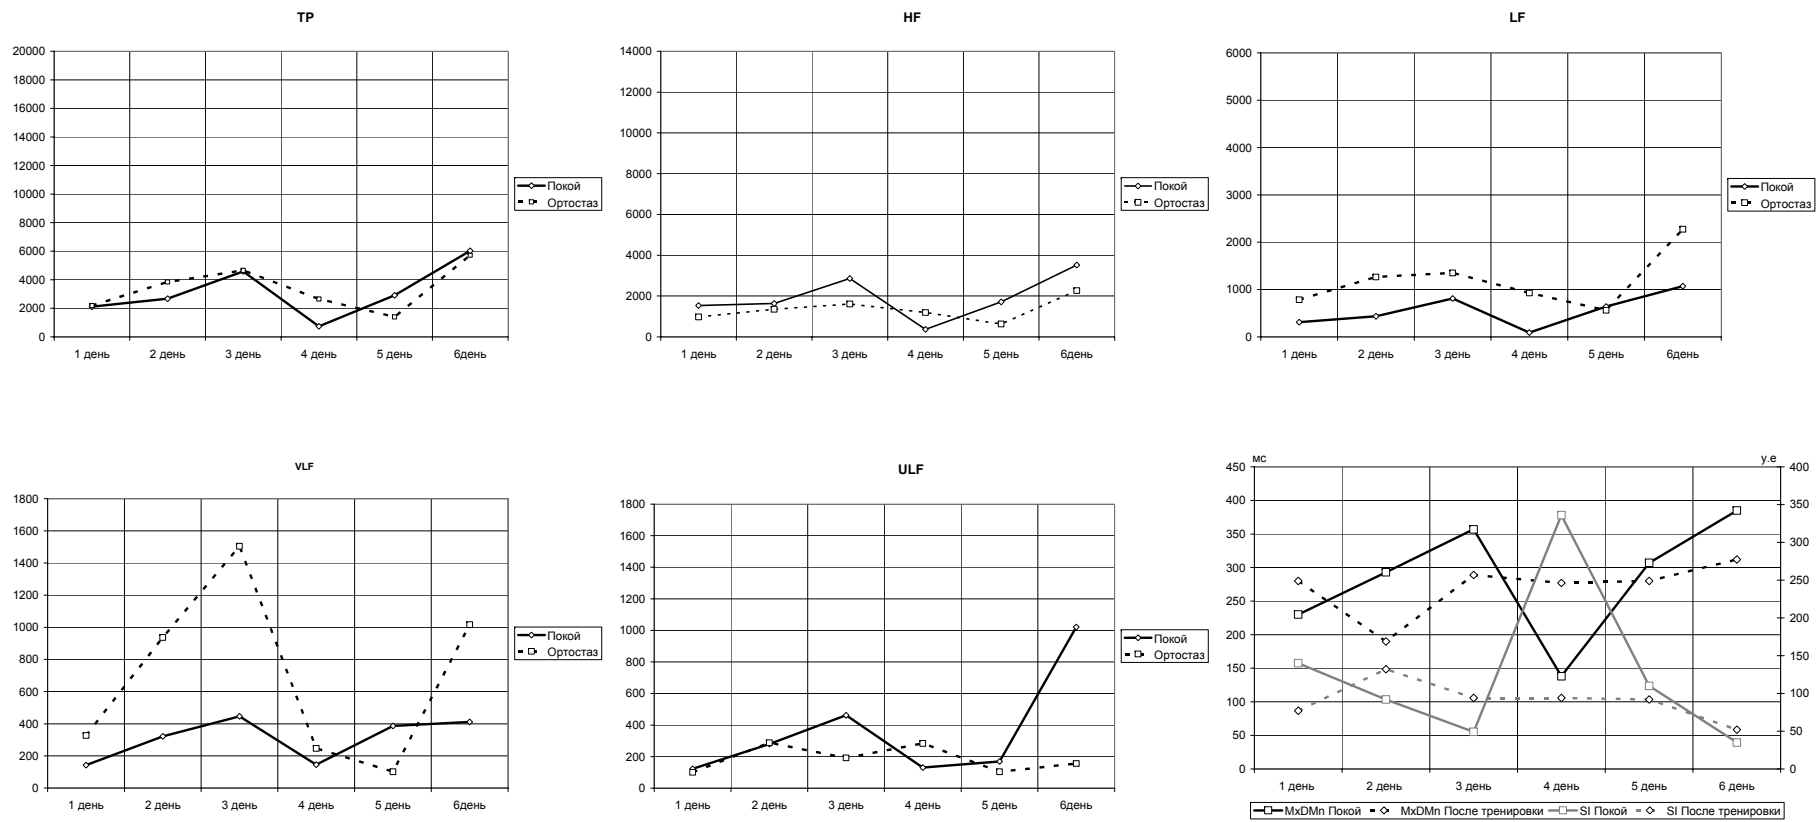 TP
20000
18000
16000
14000
12000
10000
8000
6000
4000
2000
0
1 день 2 день 3 день 4 день 5 день 6день
Покой
Ортостаз
HF
14000
12000
10000
8000
6000
4000
2000
0
1 день 2 день 3 день 4 день 5 день 6день
Покой
Ортостаз
LF
6000
5000
4000
3000
2000
1000
0
1 день 2 день 3 день 4 день 5 день 6день
Покой
Ортостаз
VLF
1800
1600
1400
1200
1000
800
600
400
200
0
1 день 2 день 3 день 4 день 5 день 6день
Покой
Ортостаз
ULF
1800
1600
1400
1200
1000
800
600
400
200
0
1 день 2 день 3 день 4 день 5 день 6день
Покой
Ортостаз
мс у.е
450
400
350
300
250
200
150
100
50
0
400
350
300
250
200
150
100
50
0
1 день 2 день 3 день 4 день 5 день 6 день
MxDMn Покой MxDMn После тренировки SI Покой SI После тренировки